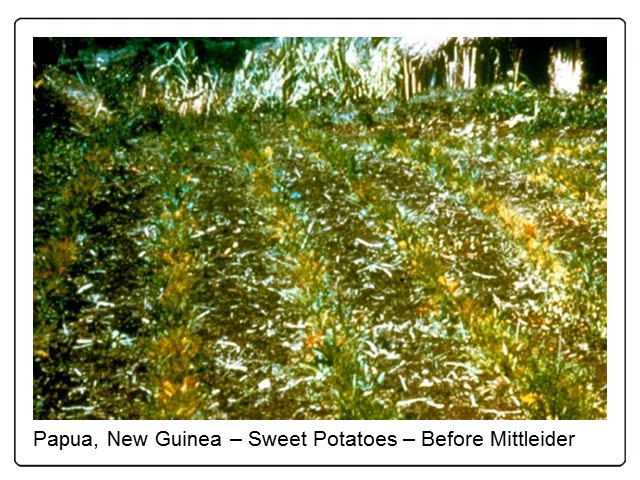 Papua, New Guinea – Sweet Potatoes – Before Mittleider